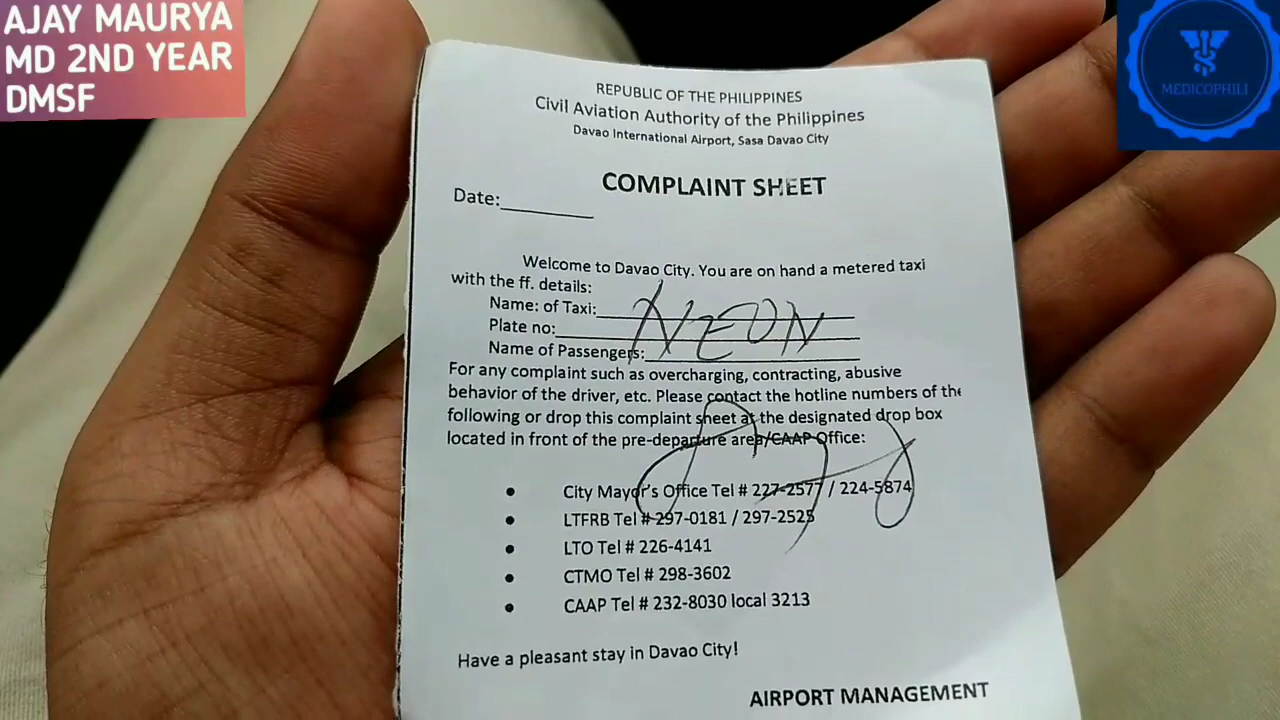 AJAY MAURYA
MD 2ND YEAR
DMSF
MEDICOPHILI
REPUBLIC OF THE PHILIPPINES
Civil Aviation Authority of the Philippines
Davao International Airport, Sasa Davao City
COMPLAINT SHEET
Date:
Welcome to Davao City. You are on hand a metered taxi
with the ff. details:
Name: of Taxi:
NEON
Plate no:
Name of Passengers:
For any complaint such as overcharging, contracting, abusive
behavior of the driver, etc. Please contact the hotline numbers of the
following or drop this complaint sheet at the designated drop box
located in front of the pre-departure area/CAAP Office:
• City Mayor's Office Tel # 227-2577 / 224-5874
• LTFRB Tel # 297-0181 / 297-2525
• LTO Tel # 226-4141
• CTMO Tel # 298-3602
• CAAP Tel # 232-8030 local 3213
Have a pleasant stay in Davao City!
AIRPORT MANAGEMENT